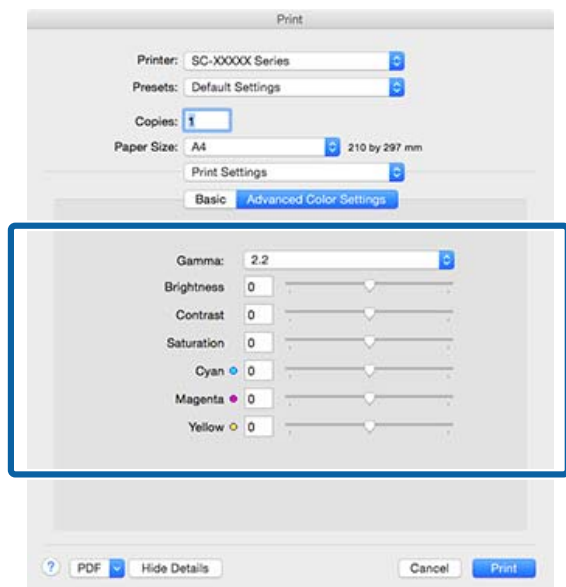 Print
Printer: SC-XXXXX Series
Presets: Default Settings
Copies: 1
Paper Size: A4 210 by 297 mm
Print Settings
Basic Advanced Color Settings
Gamma: 2.2
Brightness 0
Contrast 0
Saturation 0
Cyan 0
Magenta 0
Yellow 0
? PDF Hide Details Cancel Print